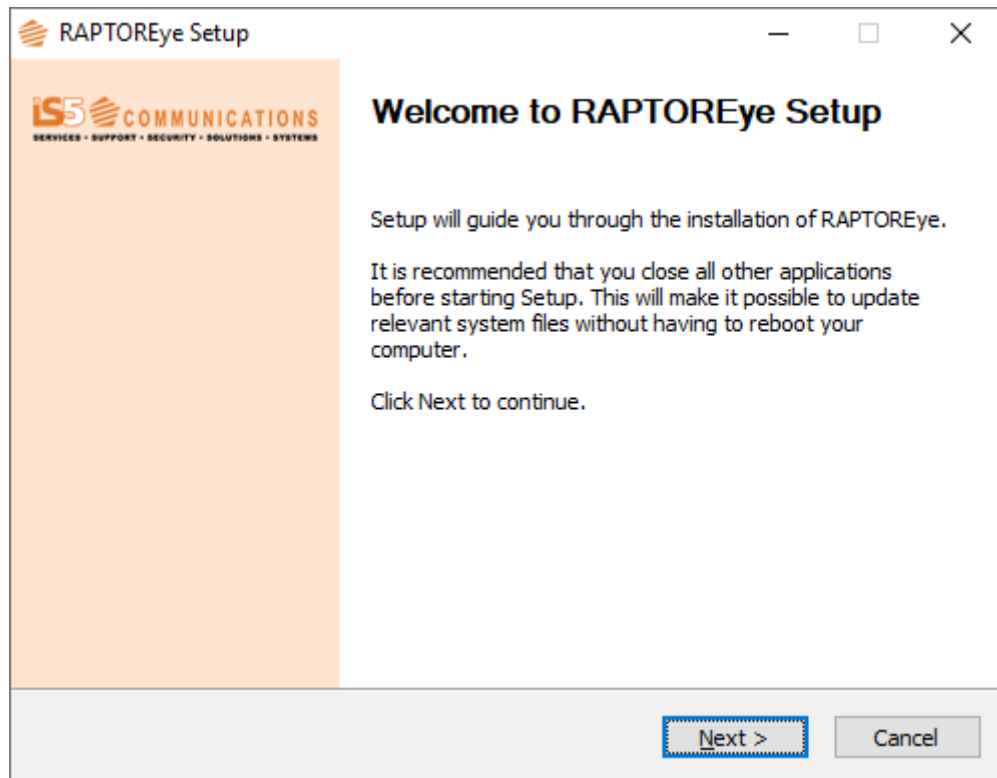 RAPTOREye Setup
iS5 COMMUNICATIONS
SERVICES • SUPPORT • SECURITY • SOLUTIONS • SYSTEMS
Welcome to RAPTOREye Setup
Setup will guide you through the installation of RAPTOREye.
It is recommended that you close all other applications
before starting Setup. This will make it possible to update
relevant system files without having to reboot your
computer.
Click Next to continue.
Next >
Cancel